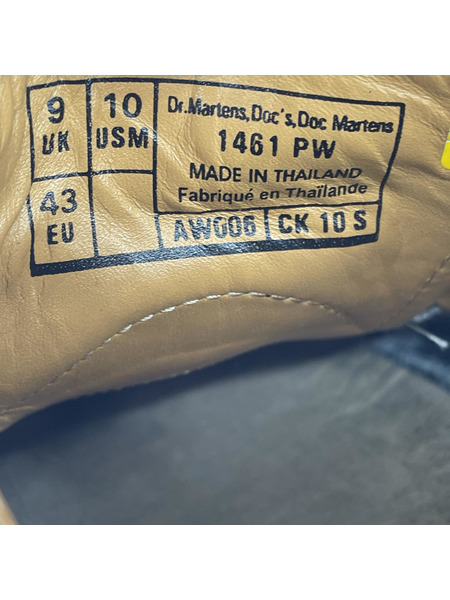 9
UK
10
USM
43
EU
Dr.Martens,Doc's,Doc Martens
1461 PW
MADE IN THAILAND
Fabriqué en Thaïlande
AW006
CK 10 S